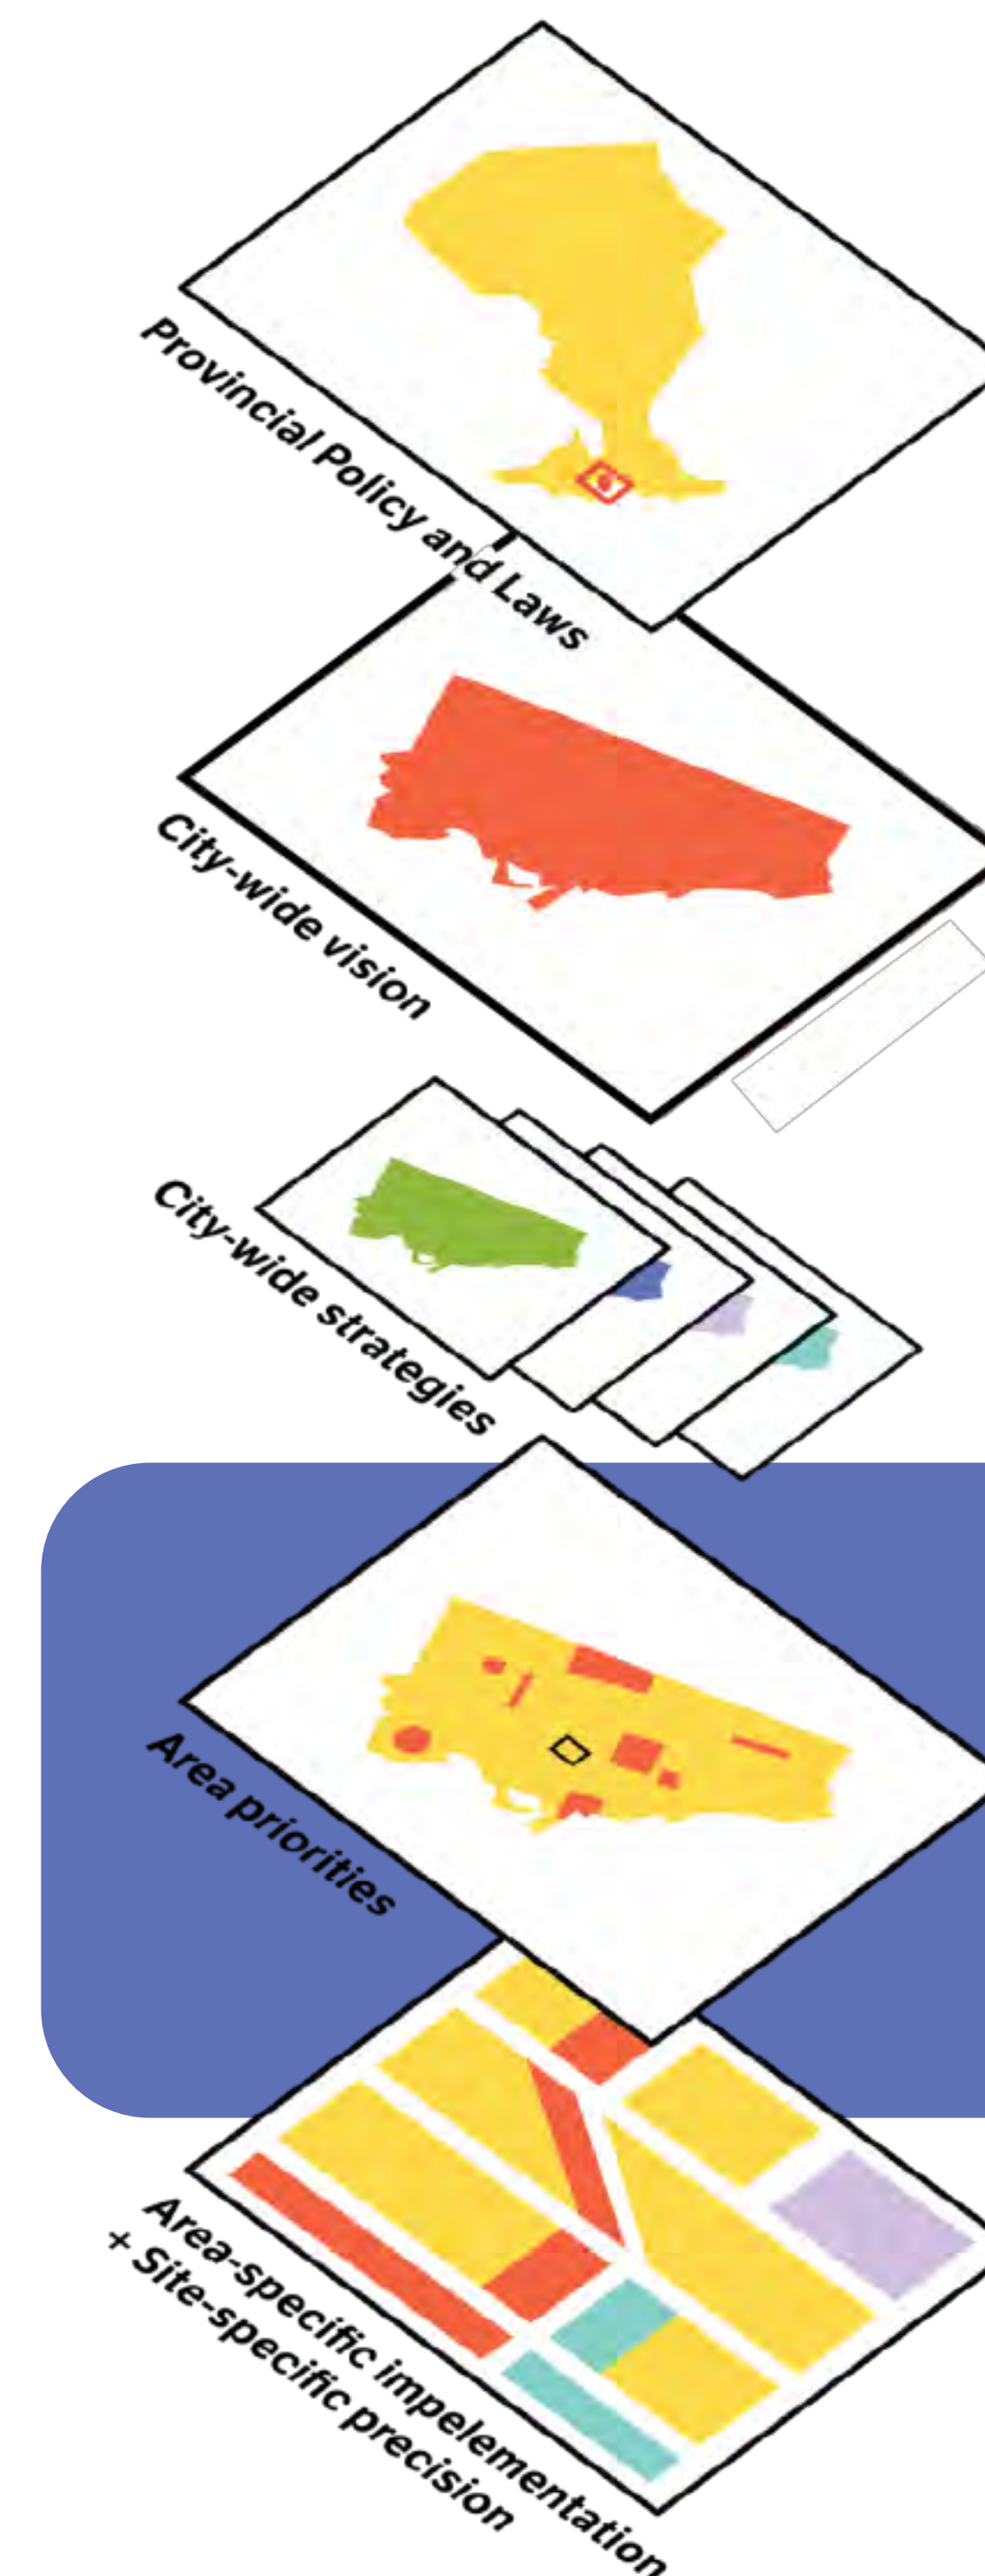 Provincial Policy and Laws
City-wide vision
City-wide strategies
Area priorities
Area-specific impelementation
+ Site-specific precision